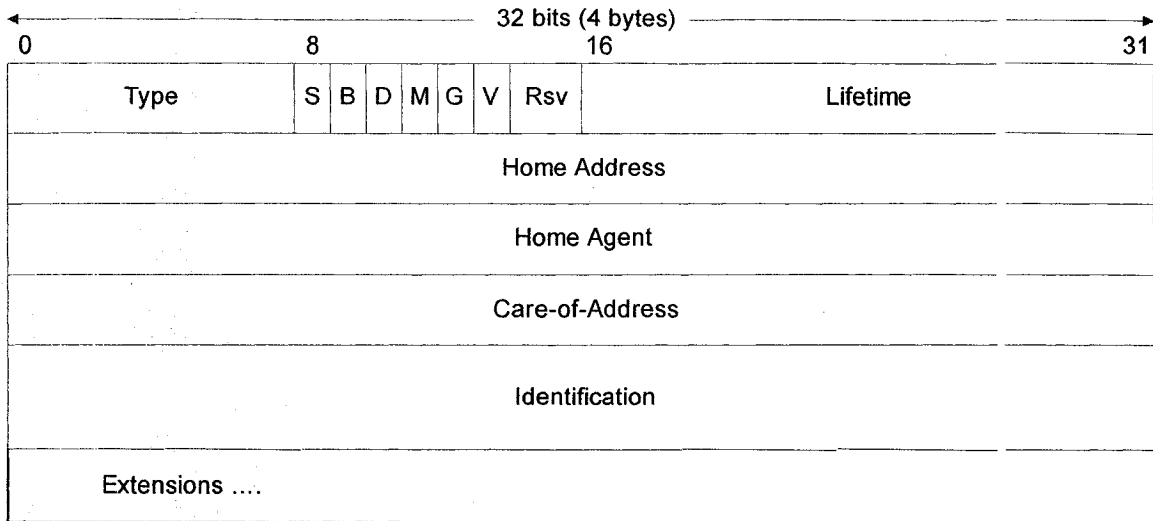 32 bits (4 bytes)
0 8 16 31
Type S B D M G V Rsv Lifetime
Home Address
Home Agent
Care-of-Address
Identification
Extensions ....